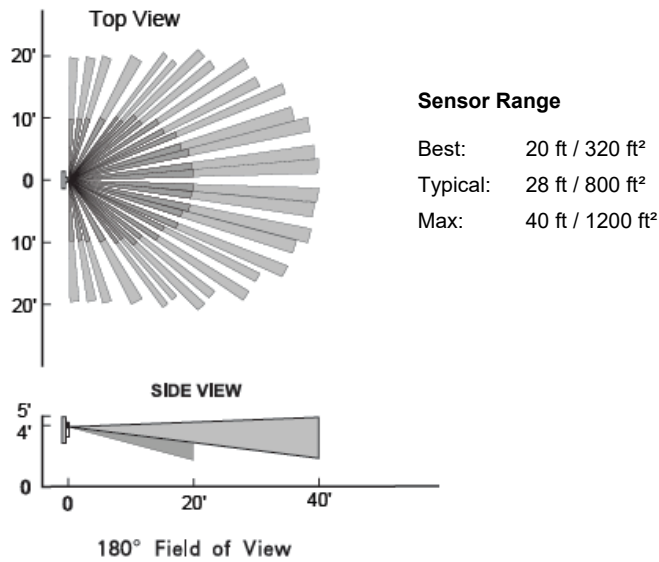 Top View
20'
10'
0
10'
20'
Sensor Range
Best: 20 ft / 320 ft²
Typical: 28 ft / 800 ft²
Max: 40 ft / 1200 ft²
SIDE VIEW
5'
4'
0
0 20' 40'
180° Field of View